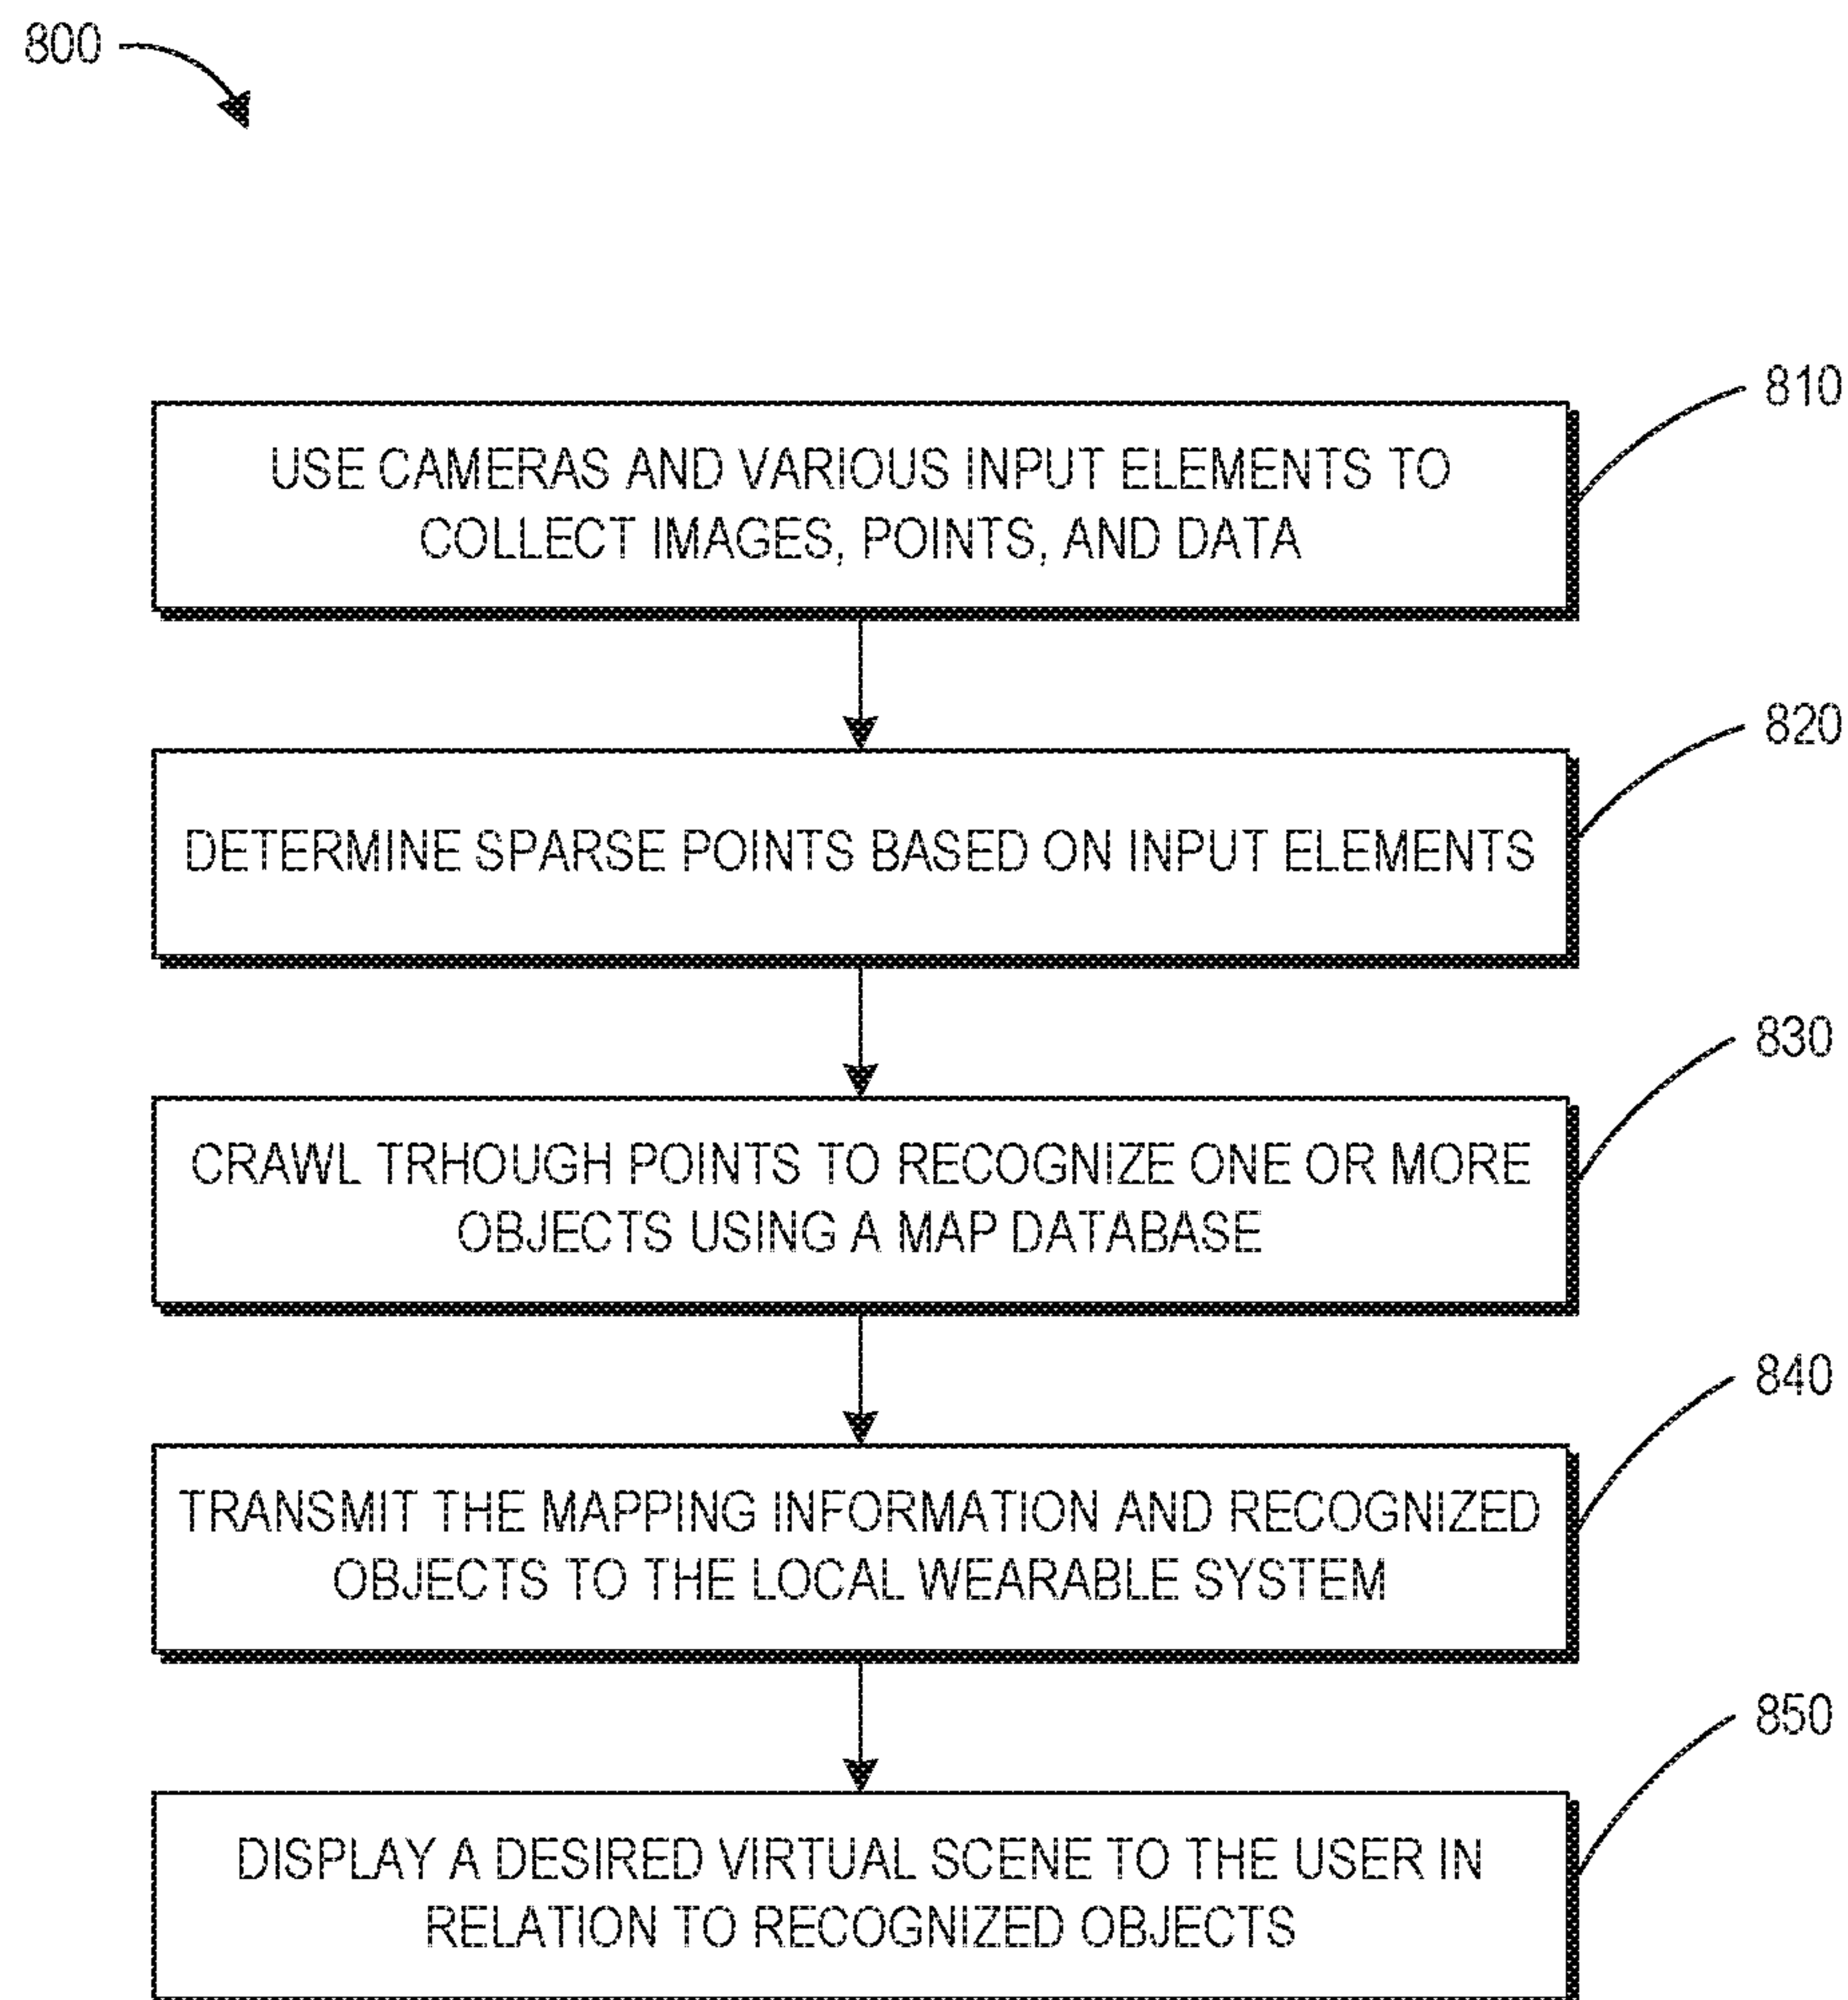 800
810
USE CAMERAS AND VARIOUS INPUT ELEMENTS TO
COLLECT IMAGES, POINTS, AND DATA
820
DETERMINE SPARSE POINTS BASED ON INPUT ELEMENTS
830
CRAWL TRHOUGH POINTS TO RECOGNIZE ONE OR MORE
OBJECTS USING A MAP DATABASE
840
TRANSMIT THE MAPPING INFORMATION AND RECOGNIZED
OBJECTS TO THE LOCAL WEARABLE SYSTEM
850
DISPLAY A DESIRED VIRTUAL SCENE TO THE USER IN
RELATION TO RECOGNIZED OBJECTS